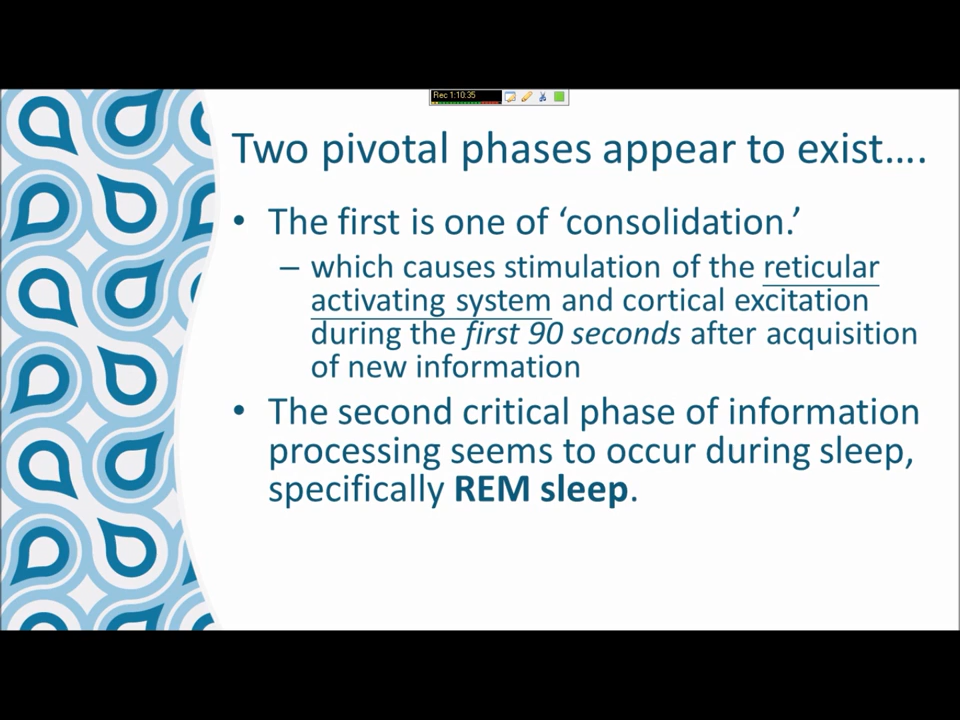 Rec 1:10:35
Two pivotal phases appear to exist….
• The first is one of ‘consolidation.’
– which causes stimulation of the reticular
activating system and cortical excitation
during the first 90 seconds after acquisition
of new information
• The second critical phase of information
processing seems to occur during sleep,
specifically REM sleep.